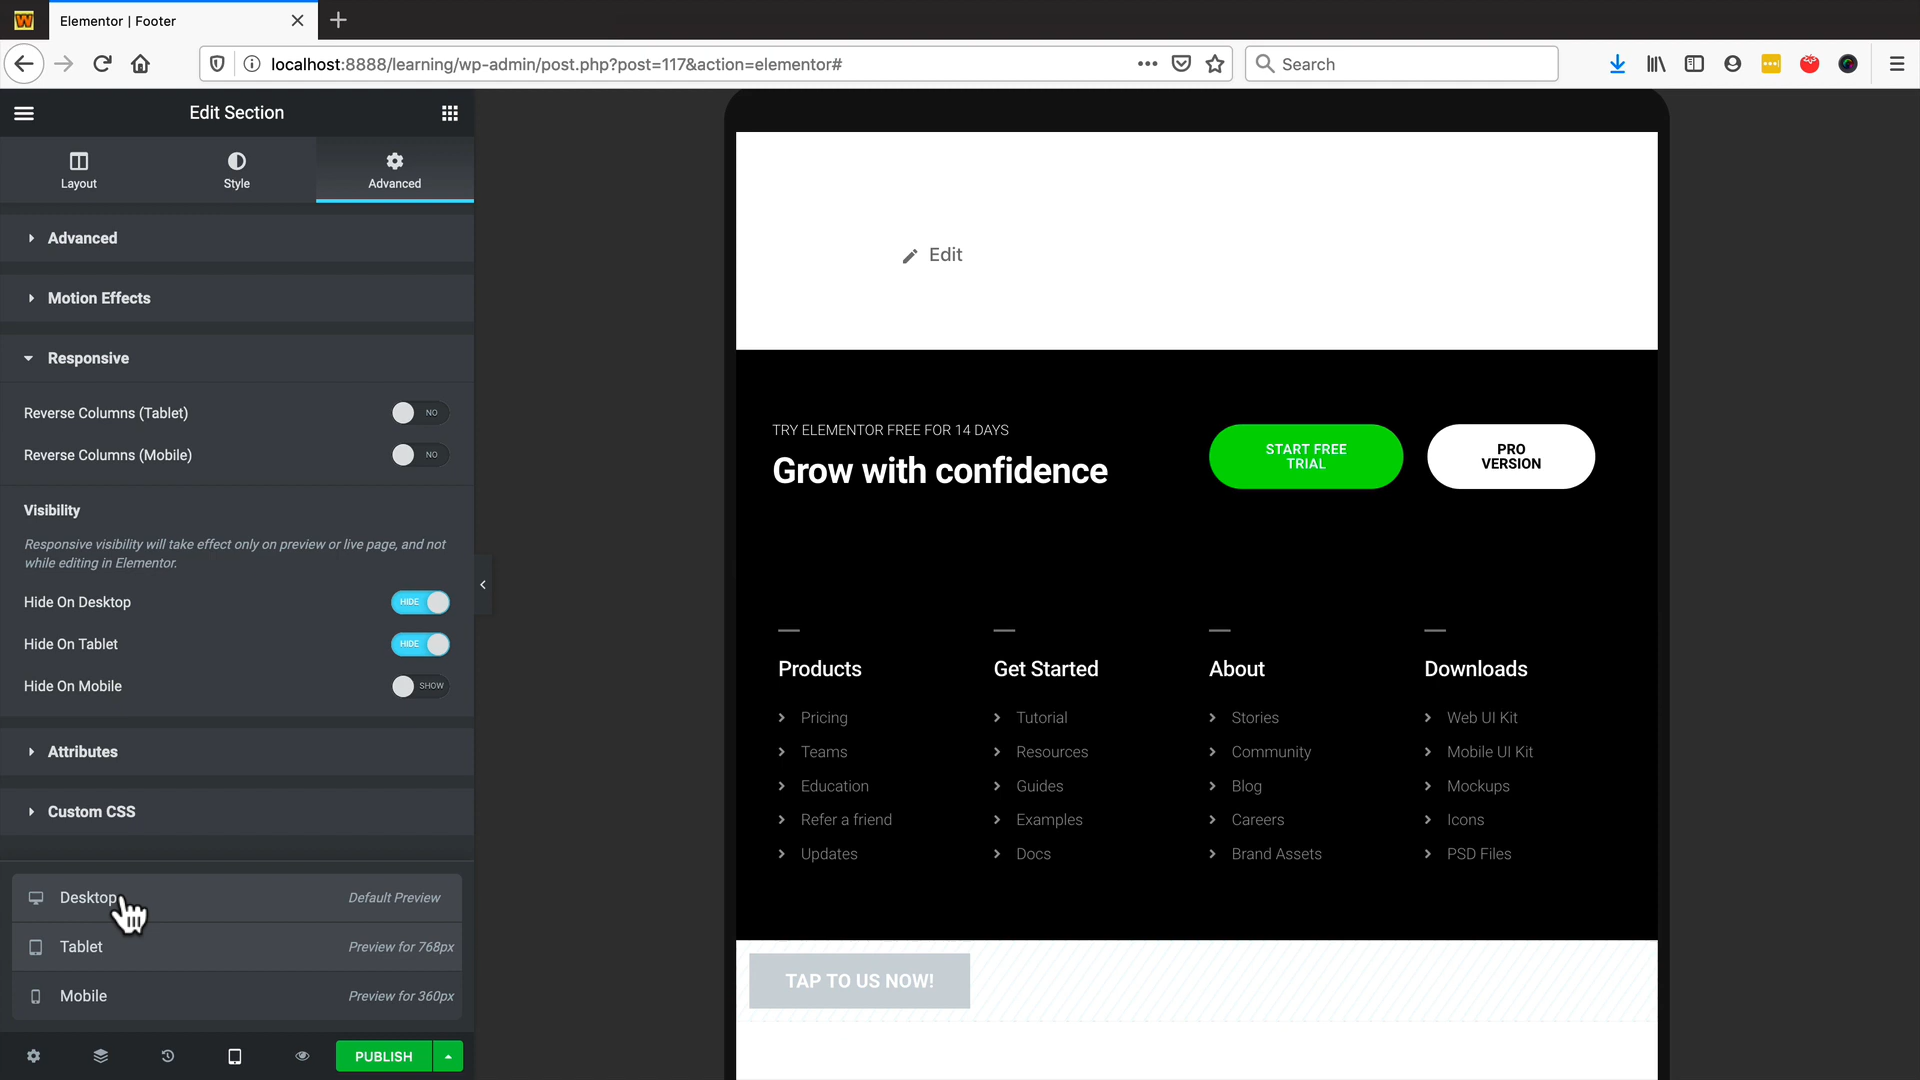 Elementor | Footer
localhost:8888/learning/wp-admin/post.php?post=117&action=elementor#
Search
Edit Section
Layout
Style
Advanced
Advanced
Motion Effects
Responsive
Reverse Columns (Tablet)
NO
Reverse Columns (Mobile)
NO
Visibility
Responsive visibility will take effect only on preview or live page, and not
while editing in Elementor.
Hide On Desktop
HIDE
Hide On Tablet
HIDE
Hide On Mobile
SHOW
Attributes
Custom CSS
Desktop
Default Preview
Tablet
Preview for 768px
Mobile
Preview for 360px
PUBLISH
Edit
TRY ELEMENTOR FREE FOR 14 DAYS
Grow with confidence
START FREE
TRIAL
PRO
VERSION
Products
Pricing
Teams
Education
Refer a friend
Updates
Get Started
Tutorial
Resources
Guides
Examples
Docs
About
Stories
Community
Blog
Careers
Brand Assets
Downloads
Web UI Kit
Mobile UI Kit
Mockups
Icons
PSD Files
TAP TO US NOW!